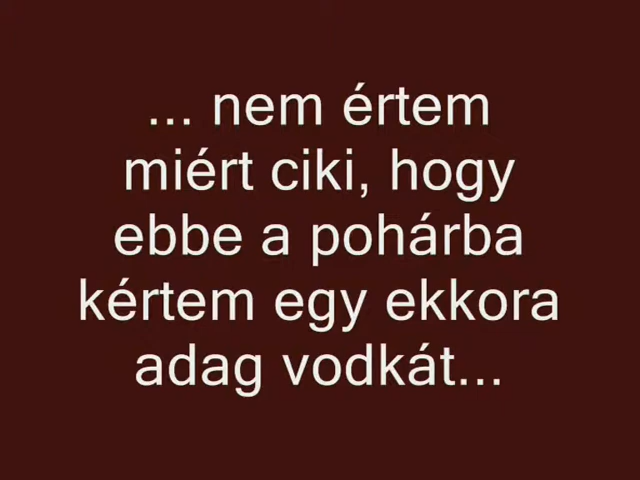 ... nem értem
miért ciki, hogy
ebbe a pohárba
kértem egy ekkora
adag vodkát...